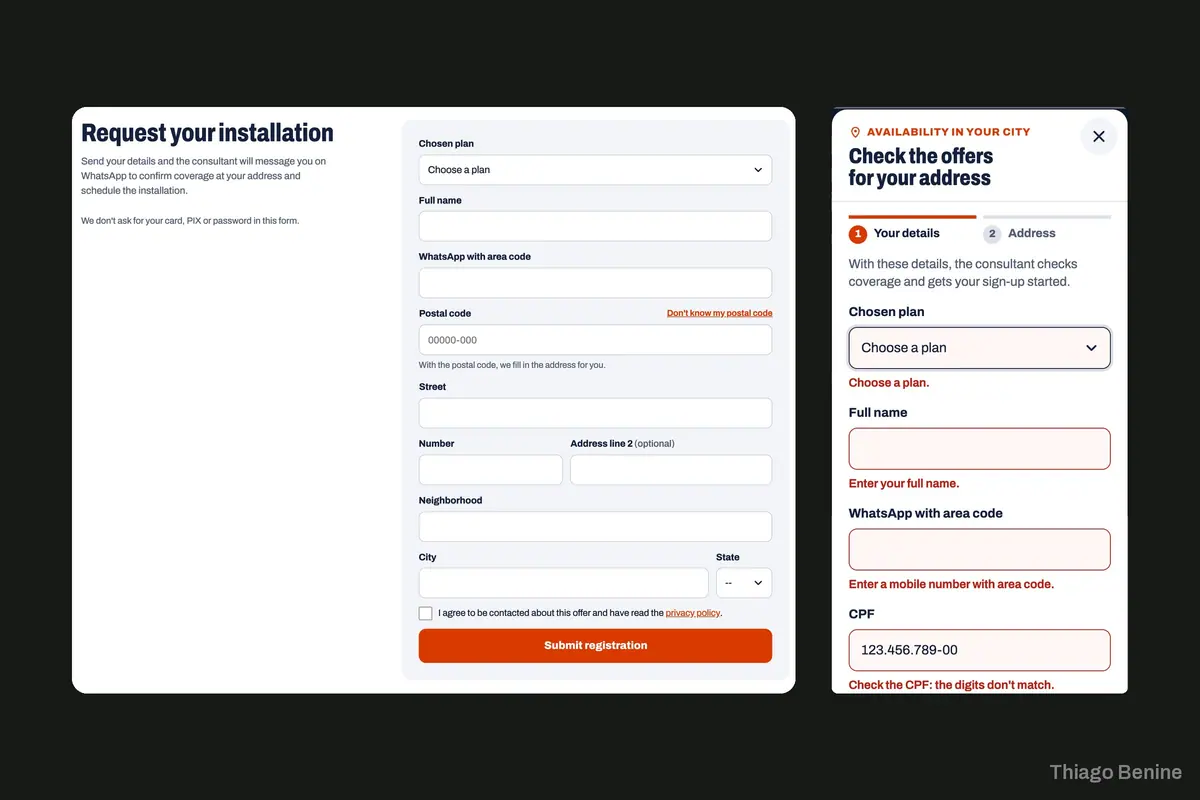 Request your installation
Send your details and the consultant will message you on
WhatsApp to confirm coverage at your address and
schedule the installation.
We don't ask for your card, PIX or password in this form.
Chosen plan
Choose a plan
Full name
WhatsApp with area code
Postal code
Don't know my postal code
00000-000
With the postal code, we fill in the address for you.
Street
Number
Address line 2 (optional)
Neighborhood
City
State
--
I agree to be contacted about this offer and have read the privacy policy.
Submit registration
AVAILABILITY IN YOUR CITY
Check the offers
for your address
1 Your details
2 Address
With these details, the consultant checks
coverage and gets your sign-up started.
Chosen plan
Choose a plan
Choose a plan.
Full name
Enter your full name.
WhatsApp with area code
Enter a mobile number with area code.
CPF
123.456.789-00
Check the CPF: the digits don't match.
Thiago Benine